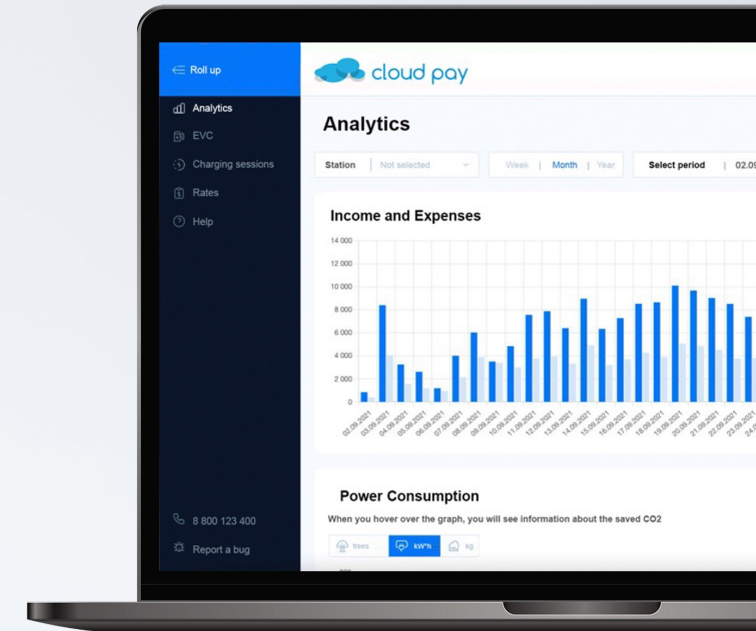 Roll up
cloud pay
Analytics
EVC
Charging sessions
Rates
Help
8 800 123 400
Report a bug
Analytics
Station | Not selected
Week | Month | Year
Select period | 02.09
Income and Expenses
14 000
12 000
10 000
8 000
6 000
4 000
2 000
0
02.09.2021
03.09.2021
04.09.2021
05.09.2021
06.09.2021
07.09.2021
08.09.2021
09.09.2021
10.09.2021
11.09.2021
12.09.2021
13.09.2021
14.09.2021
15.09.2021
16.09.2021
17.09.2021
18.09.2021
19.09.2021
20.09.2021
21.09.2021
22.09.2021
23.09.2021
Power Consumption
When you hover over the graph, you will see information about the saved CO2
trees
kW*h
kg